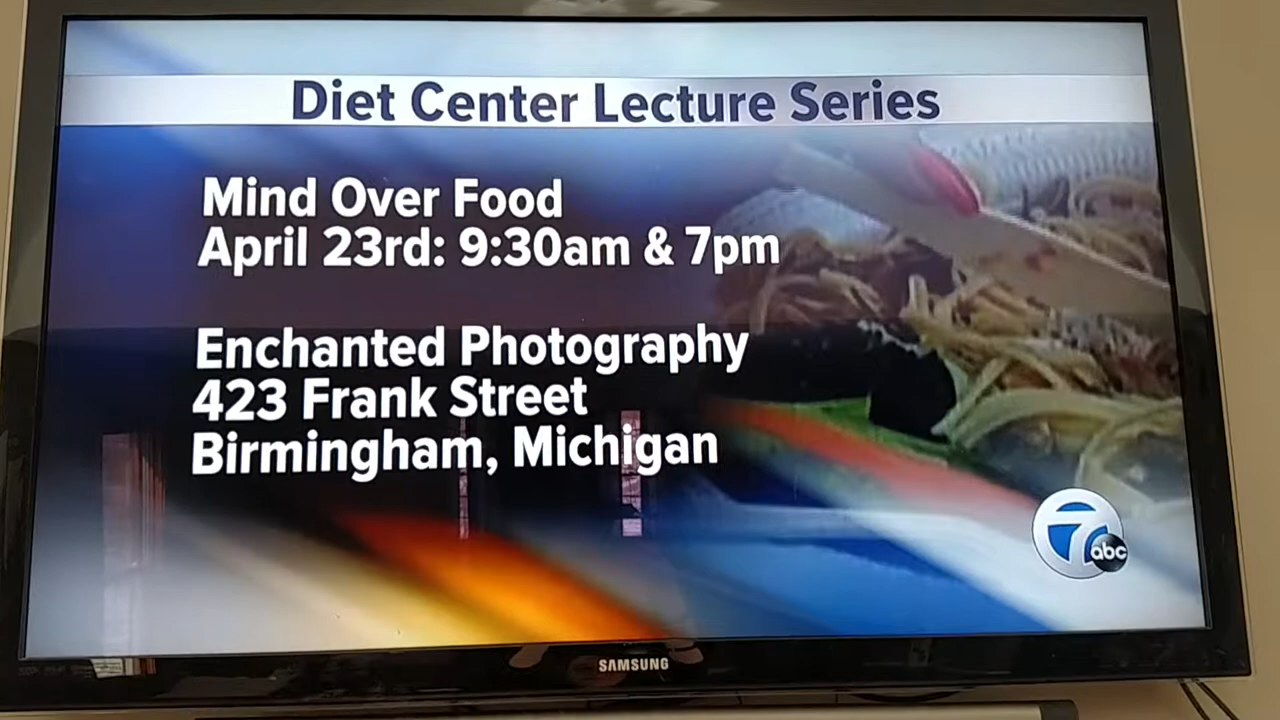 Diet Center Lecture Series
Mind Over Food
April 23rd: 9:30am & 7pm
Enchanted Photography
423 Frank Street
Birmingham, Michigan
7
abc
SAMSUNG